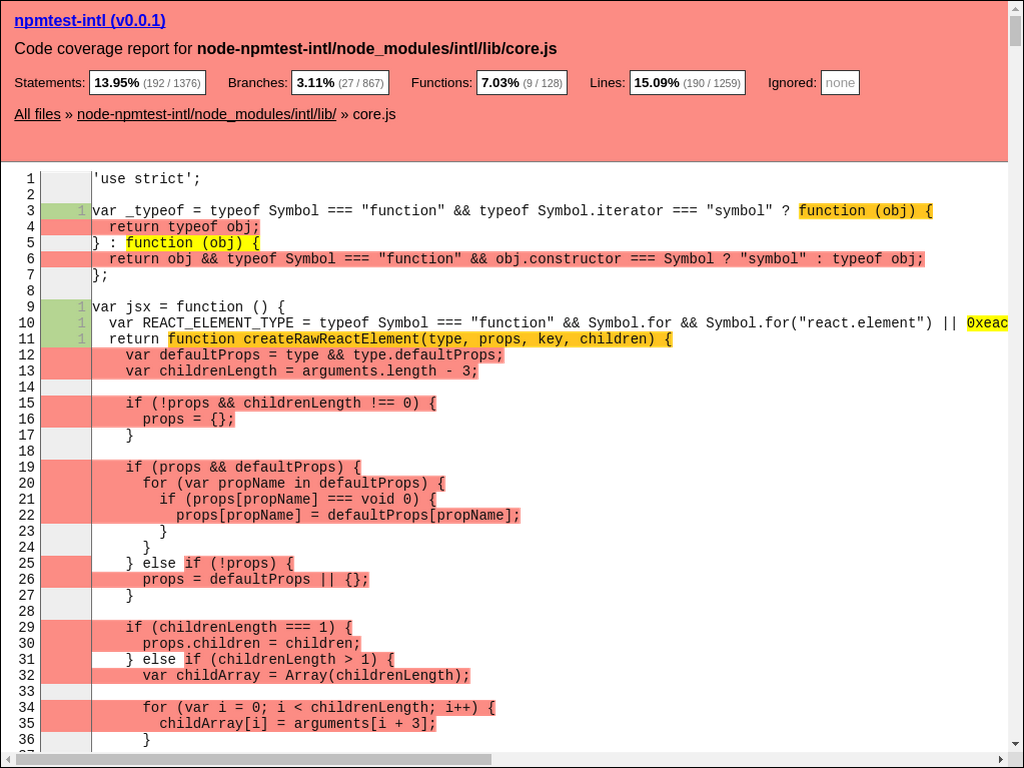 npmtest-intl (v0.0.1)
Code coverage report for node-npmtest-intl/node_modules/intl/lib/core.js
Statements: 13.95% (192 / 1376) Branches: 3.11% (27 / 867) Functions: 7.03% (9 / 128) Lines: 15.09% (190 / 1259) Ignored: none
All files » node-npmtest-intl/node_modules/intl/lib/ » core.js
1 'use strict';
2
3 1 var _typeof = typeof Symbol === "function" && typeof Symbol.iterator === "symbol" ? function (obj) {
4   return typeof obj;
5 } : function (obj) {
6   return obj && typeof Symbol === "function" && obj.constructor === Symbol ? "symbol" : typeof obj;
7 };
8
9 1 var jsx = function () {
10 1   var REACT_ELEMENT_TYPE = typeof Symbol === "function" && Symbol.for && Symbol.for("react.element") || 0xeac
11 1   return function createRawReactElement(type, props, key, children) {
12     var defaultProps = type && type.defaultProps;
13     var childrenLength = arguments.length - 3;
14
15     if (!props && childrenLength !== 0) {
16       props = {};
17     }
18
19     if (props && defaultProps) {
20       for (var propName in defaultProps) {
21         if (props[propName] === void 0) {
22           props[propName] = defaultProps[propName];
23         }
24       }
25     } else if (!props) {
26       props = defaultProps || {};
27     }
28
29     if (childrenLength === 1) {
30       props.children = children;
31     } else if (childrenLength > 1) {
32       var childArray = Array(childrenLength);
33
34       for (var i = 0; i < childrenLength; i++) {
35         childArray[i] = arguments[i + 3];
36       }